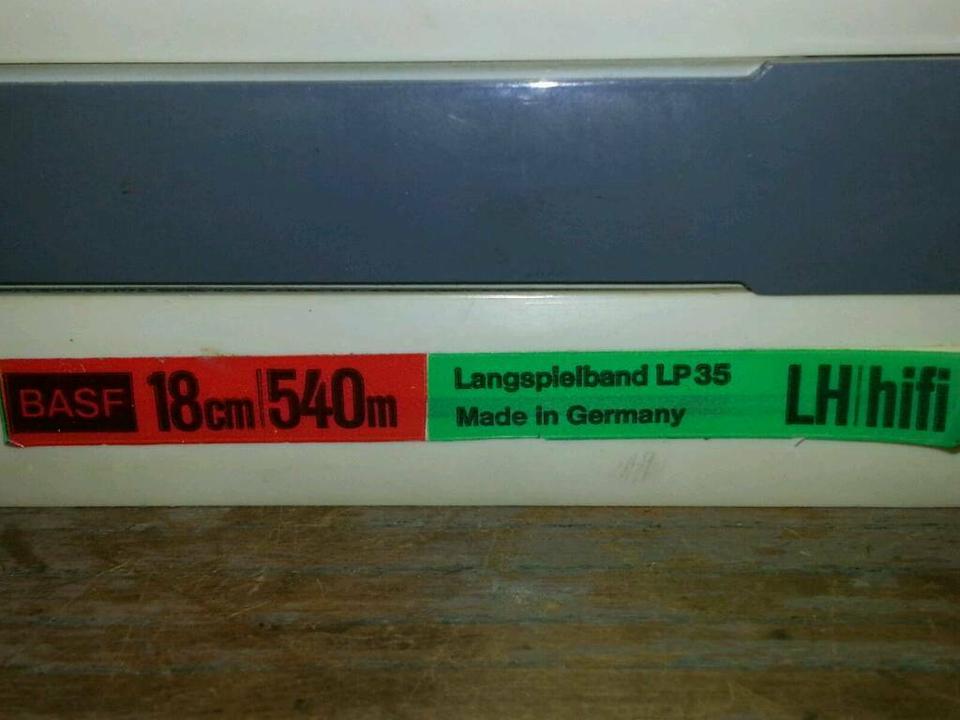 BASF 18cm 540m
Langspielband LP35
Made in Germany
LH hifi